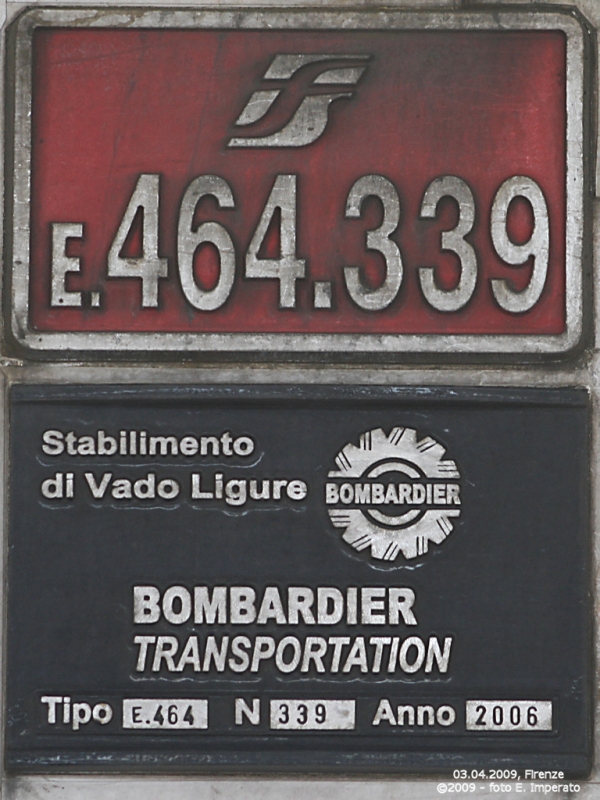 E.464.339
Stabilimento
di Vado Ligure
BOMBARDIER
BOMBARDIER
TRANSPORTATION
Tipo E.464 N 339 Anno 2006
03.04.2009, Firenze
©2009 - foto E. Imperato